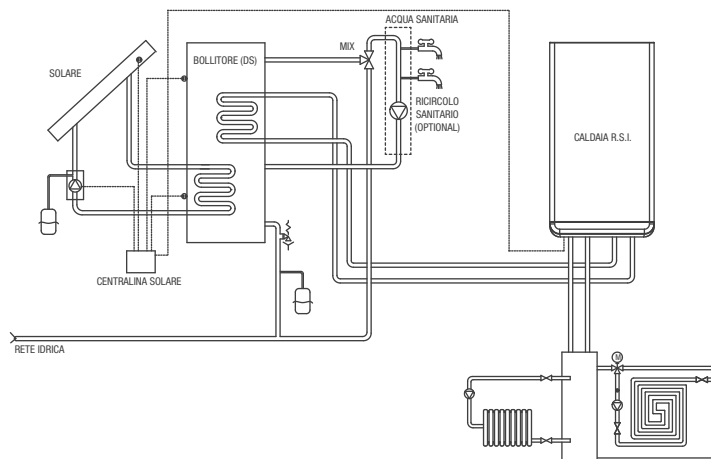 ACQUA SANITARIA
MIX
SOLARE
BOLLITORE (DS)
RICIRCOLO
SANITARIO
(OPTIONAL)
CALDAIA R.S.I.
CENTRALINA SOLARE
RETE IDRICA
M